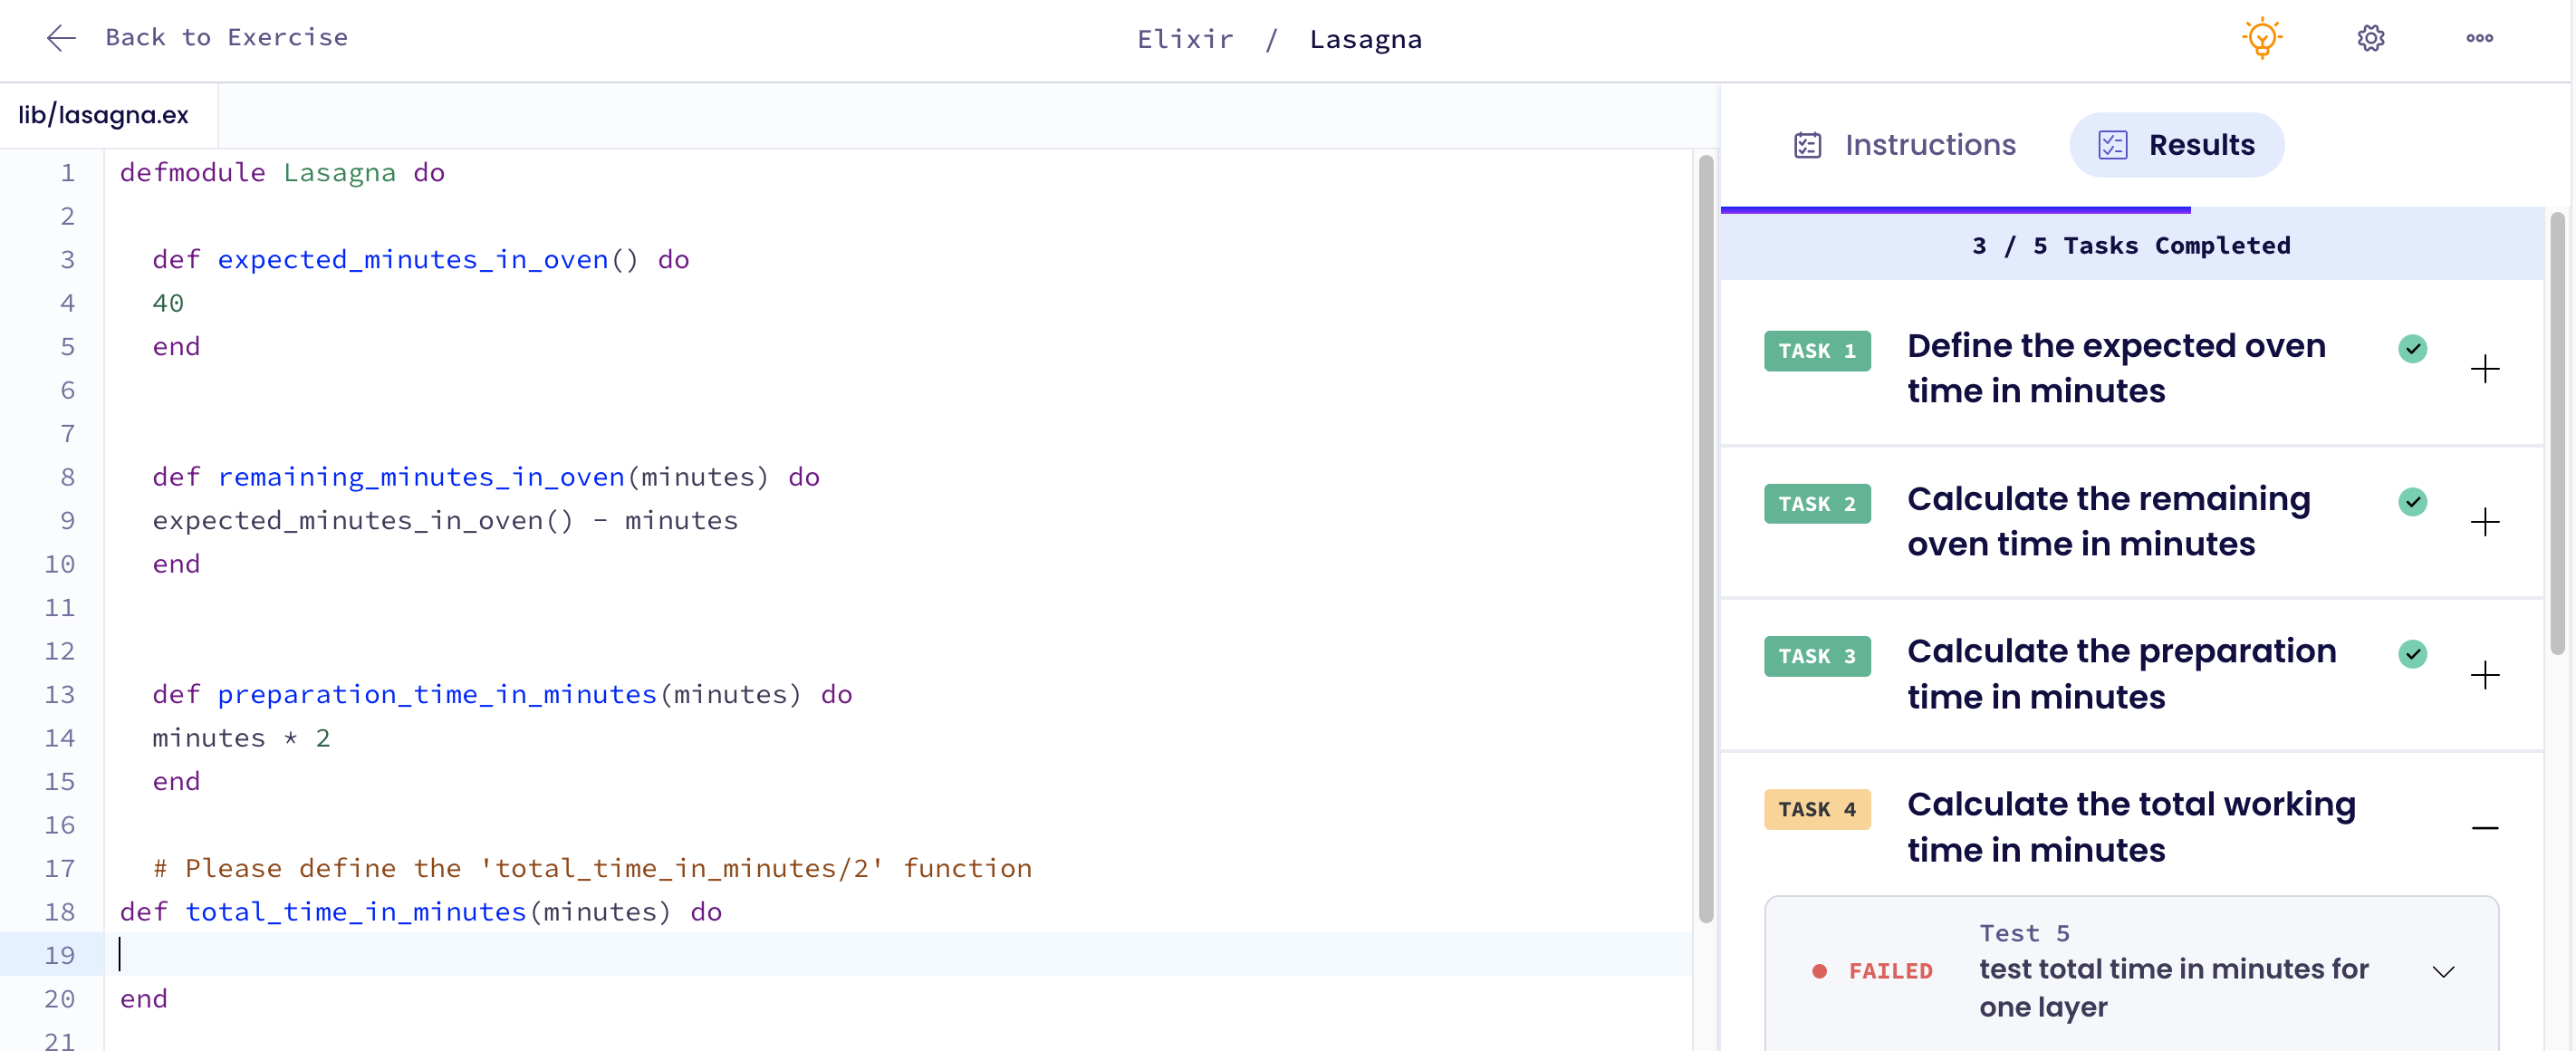 Back to Exercise
Elixir / Lasagna
lib/lasagna.ex
1 defmodule Lasagna do
2
3 def expected_minutes_in_oven() do
4 40
5 end
6
7
8 def remaining_minutes_in_oven(minutes) do
9 expected_minutes_in_oven() - minutes
10 end
11
12
13 def preparation_time_in_minutes(minutes) do
14 minutes * 2
15 end
16
17 # Please define the 'total_time_in_minutes/2' function
18 def total_time_in_minutes(minutes) do
19
20 end
21
Instructions
Results
3 / 5 Tasks Completed
TASK 1
Define the expected oven
time in minutes
TASK 2
Calculate the remaining
oven time in minutes
TASK 3
Calculate the preparation
time in minutes
TASK 4
Calculate the total working
time in minutes
FAILED
Test 5
test total time in minutes for
one layer